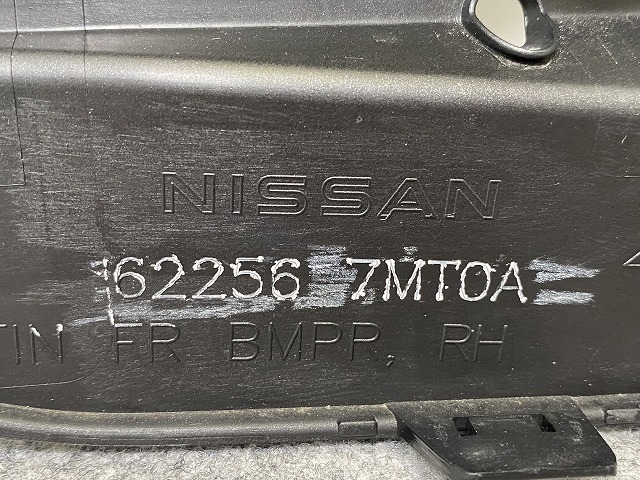 NISSAN
62256 7MT0A
FR BMPR, RH